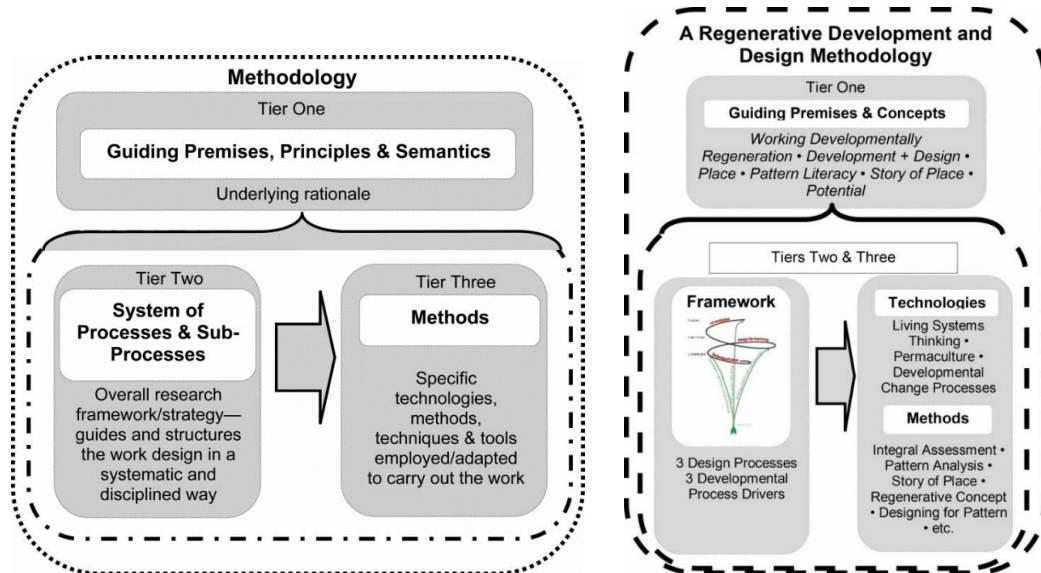 Methodology
Tier One
Guiding Premises, Principles & Semantics
Underlying rationale
Tier Two
System of
Processes & Sub-
Processes
Overall research
framework/strategy—
guides and structures
the work design in a
systematic and
disciplined way
Tier Three
Methods
Specific
technologies,
methods,
techniques & tools
employed/adapted
to carry out the work
A Regenerative Development and
Design Methodology
Tier One
Guiding Premises & Concepts
Working Developmentally
Regeneration • Development + Design •
Place • Pattern Literacy • Story of Place •
Potential
Tiers Two & Three
Framework
3 Design Processes
3 Developmental
Process Drivers
Technologies
Living Systems
Thinking •
Permaculture •
Developmental
Change Processes
Methods
Integral Assessment •
Pattern Analysis •
Story of Place •
Regenerative Concept
• Designing for Pattern
• etc.